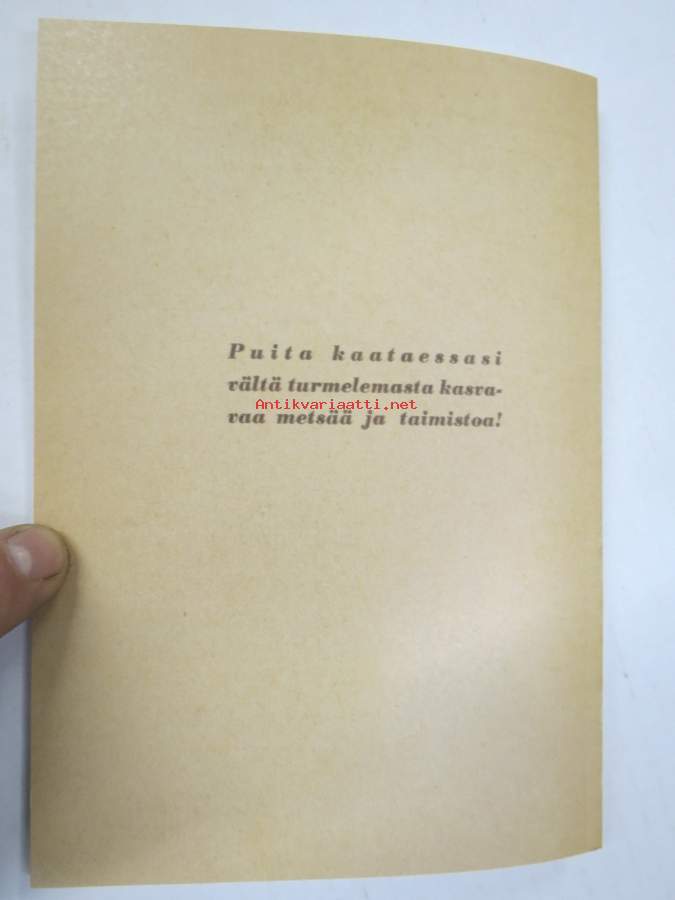 Puita kaataessasi
vältä turmelemasta kasva-
Antikvariaatti.net
vaa metsää ja taimistoa!